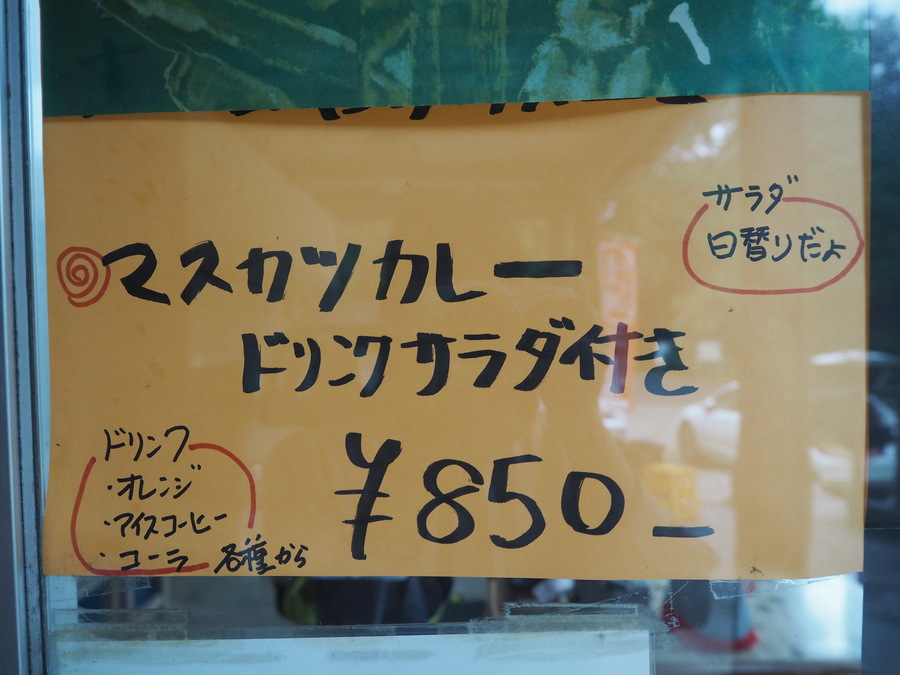 サラダ
日替りだよ
マスカツカレー
ドリンクサラダ付き
¥850-
ドリンク
・オレンジ
・アイスコーヒー
・コーラ 各種から